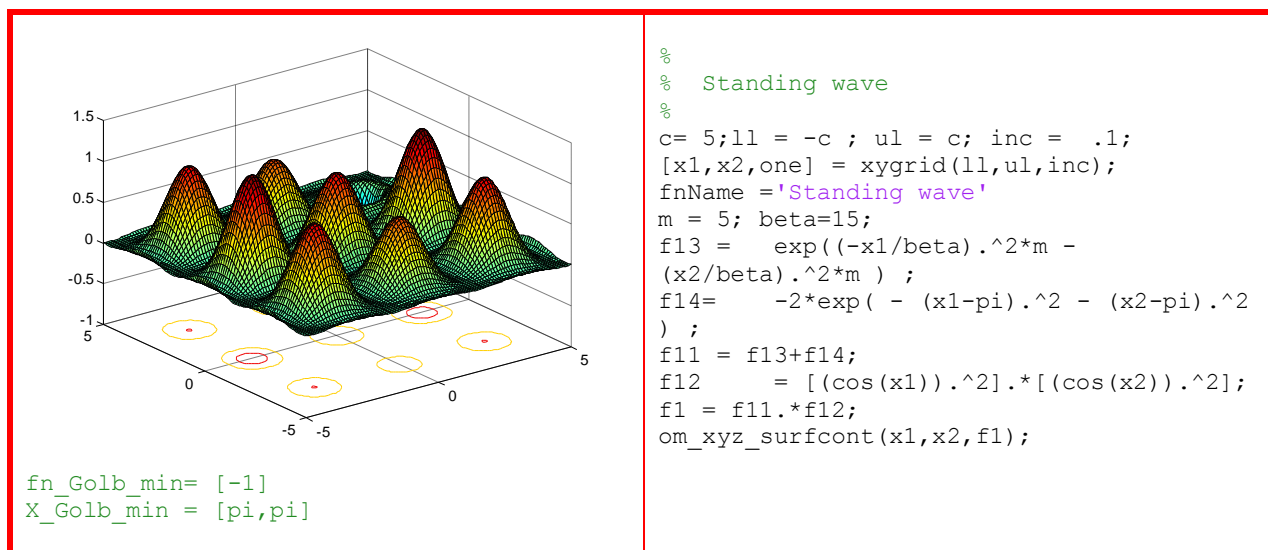 1.5
1
0.5
0
-0.5
-1
5
0
-5
-5
0
5
fn_Golb_min= [-1]
X_Golb_min = [pi,pi]
%
%  Standing wave
%
c= 5;ll = -c ; ul = c; inc =  .1;
[x1,x2,one] = xygrid(ll,ul,inc);
fnName ='Standing wave'
m = 5; beta=15;
f13 =   exp((-x1/beta).^2*m -
(x2/beta).^2*m ) ;
f14=    -2*exp( - (x1-pi).^2 - (x2-pi).^2
) ;
f11 = f13+f14;
f12     = [(cos(x1)).^2].*[(cos(x2)).^2];
f1 = f11.*f12;
om_xyz_surfcont(x1,x2,f1);